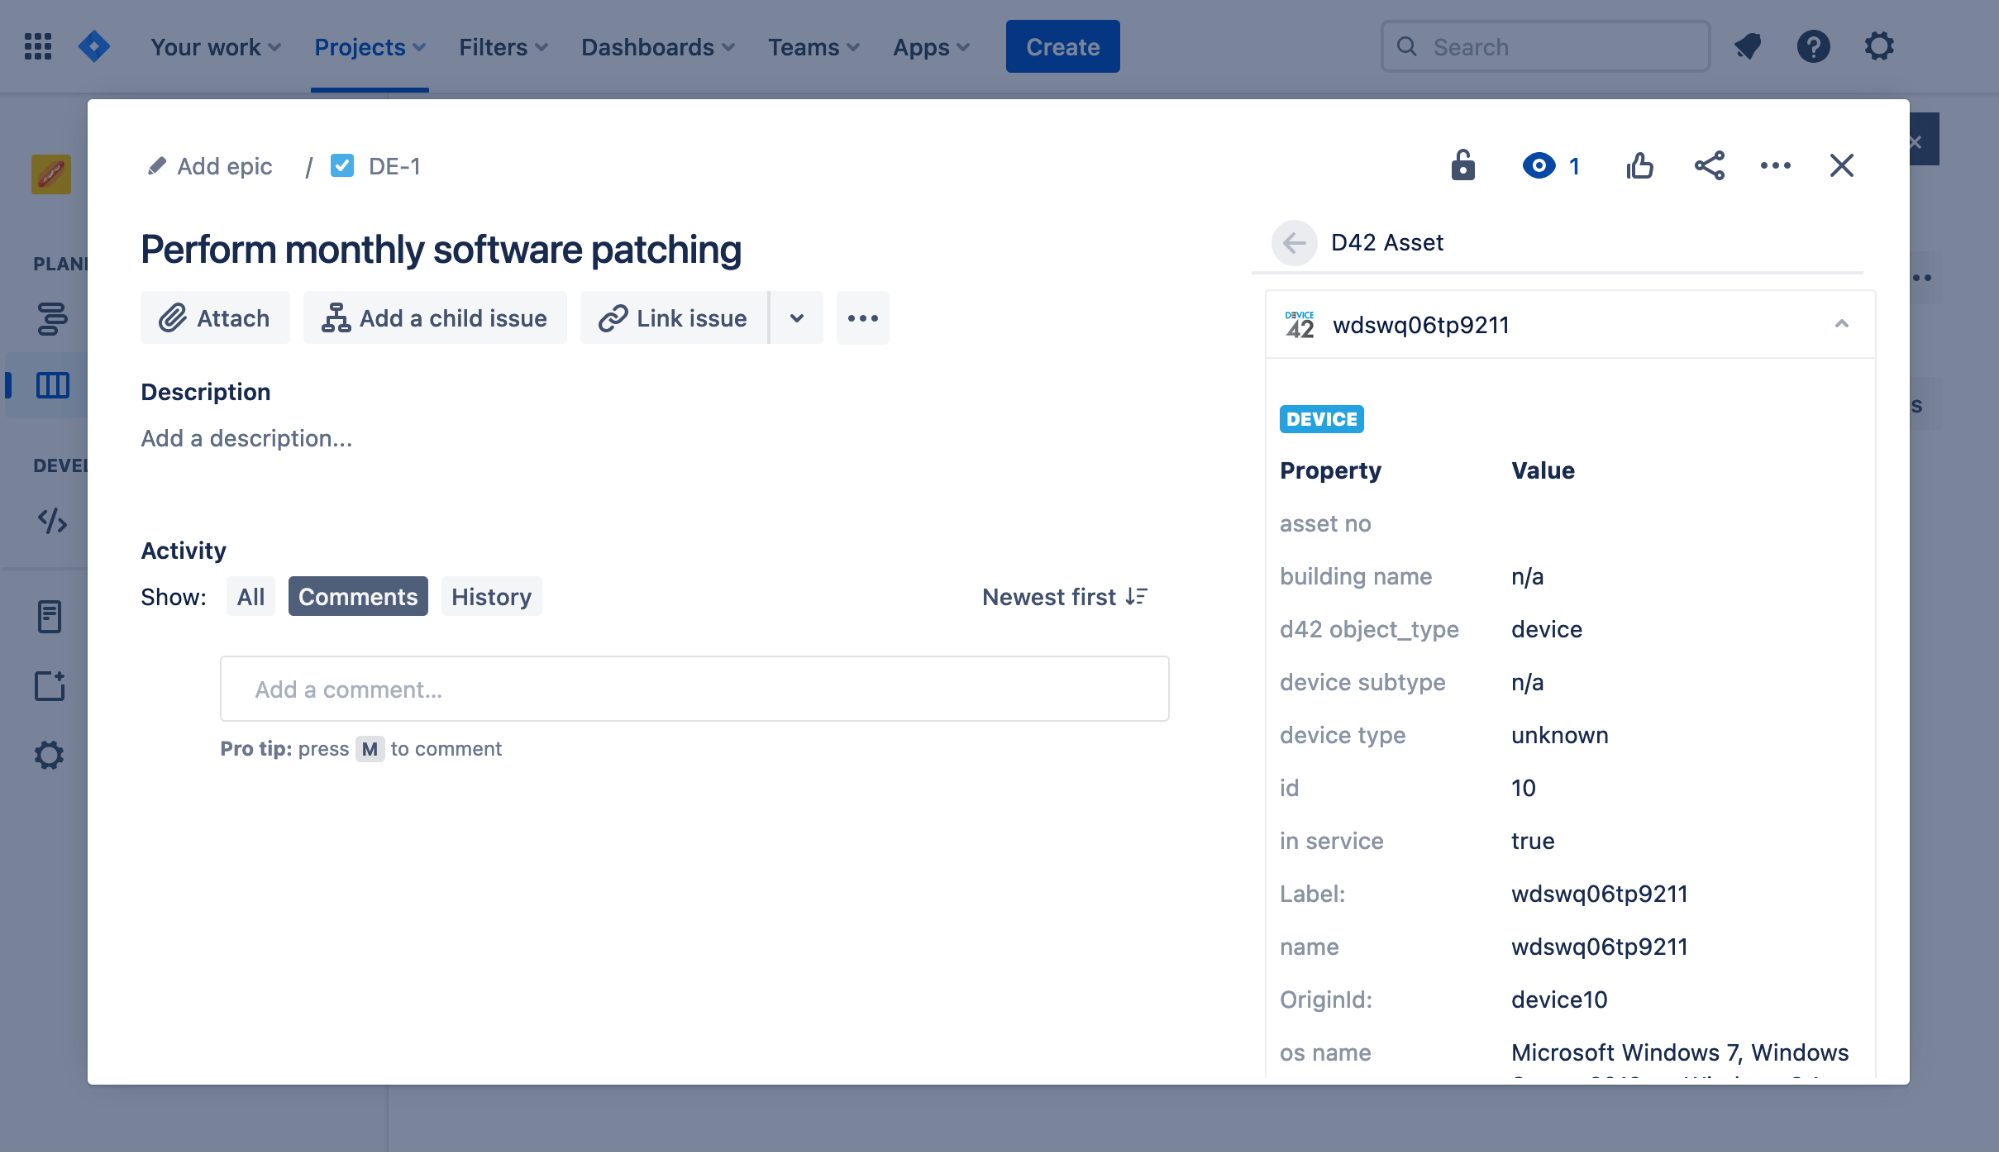 Your work
Projects
Filters
Dashboards
Teams
Apps
Create
Search
PLAN
DEVEL
Add epic / DE-1
1
Perform monthly software patching
Attach
Add a child issue
Link issue
Description
Add a description...
Activity
Show: All Comments History
Newest first
Add a comment...
Pro tip: press M to comment
D42 Asset
DEVICE
42
wdswq06tp9211
DEVICE
Property Value
asset no
building name n/a
d42 object_type device
device subtype n/a
device type unknown
id 10
in service true
Label: wdswq06tp9211
name wdswq06tp9211
OriginId: device10
os name Microsoft Windows 7, Windows
s